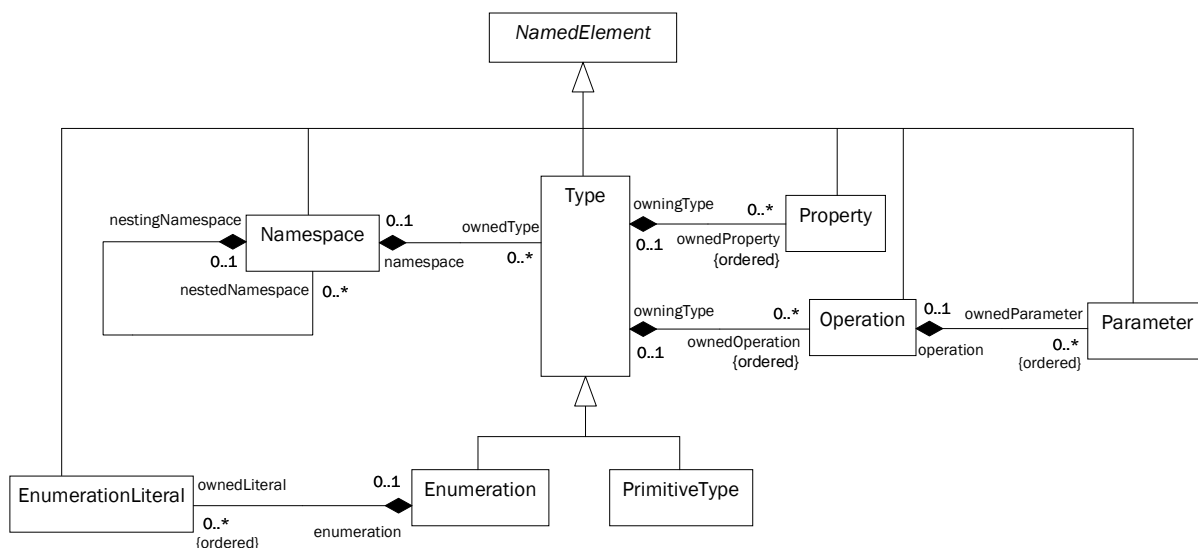 NamedElement
Type
owningType
0..*
Property
0..1
ownedProperty
{ordered}
nestingNamespace
0..1
Namespace
ownedType
0..1
namespace
0..*
nestedNamespace
0..*
owningType
0..*
Operation
0..1
ownedParameter
Parameter
0..1
ownedOperation
{ordered}
operation
0..*
{ordered}
EnumerationLiteral
ownedLiteral
0..1
Enumeration
PrimitiveType
0..*
{ordered}
enumeration